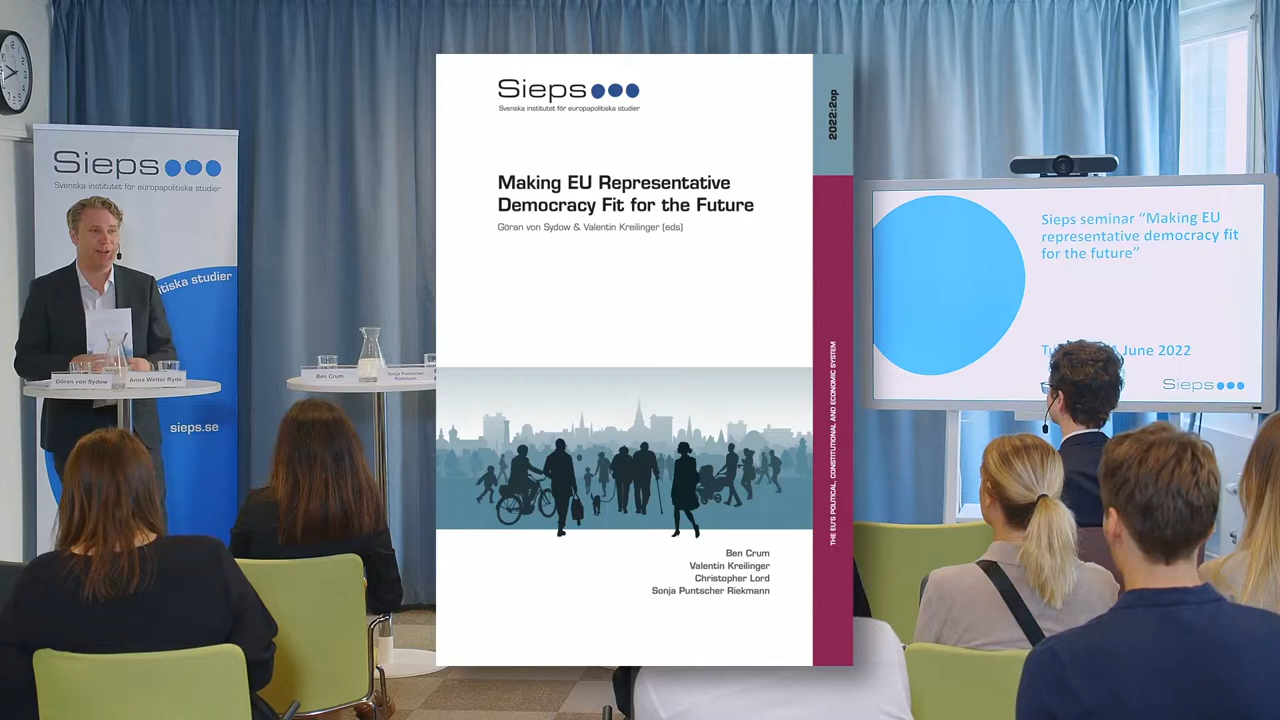 Sieps
Svenska institutet för europapolitiska studier
itiska studier
Göran von Sydow
Anna Wetter Ryde
sieps.se
Ben Crum
Sonja Puntscher
Riekmann
Sieps
Svenska institutet för europapolitiska studier
Making EU Representative
Democracy Fit for the Future
Göran von Sydow & Valentin Kreilinger (eds)
Ben Crum
Valentin Kreilinger
Christopher Lord
Sonja Puntscher Riekmann
2022:2op
THE EU'S POLITICAL, CONSTITUTIONAL AND ECONOMIC SYSTEM
Sieps seminar “Making EU
representative democracy fit
for the future”
June 2022
Sieps